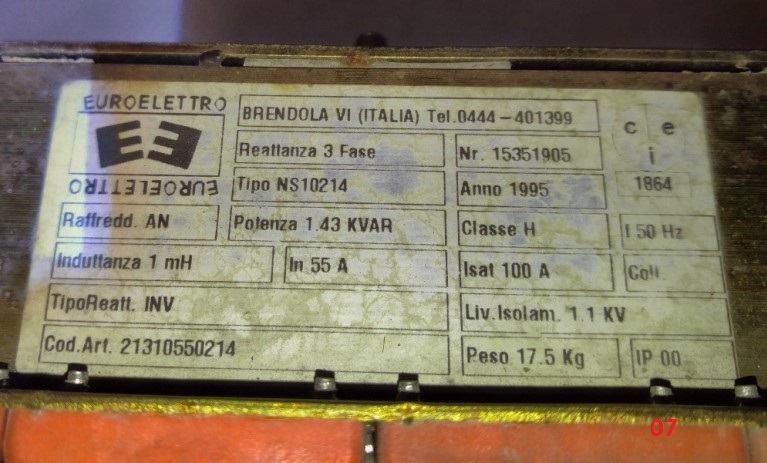 EUROELETTRO
BRENDOLA VI (ITALIA) Tel.0444-401399
c e i
1864
EUROELETTRO
Reattanza 3 Fase
Nr. 15351905
Tipo NS10214
Anno 1995
Raffredd. AN
Potenza 1.43 KVAR
Classe H
f 50 Hz
Induttanza 1 mH
In 55 A
Isat 100 A
Coll.
TipoReatt. INV
Liv.Isolam. 1.1 KV
Cod.Art. 21310550214
Peso 17.5 Kg
IP 00
07